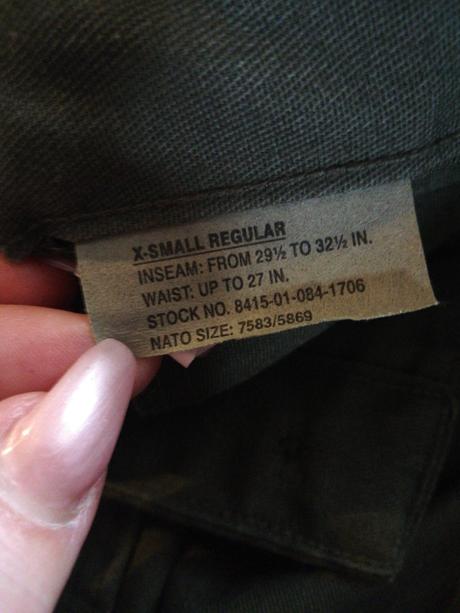 X-SMALL REGULAR
INSEAM: FROM 29½ TO 32½ IN.
WAIST: UP TO 27 IN.
STOCK NO. 8415-01-084-1706
NATO SIZE: 7583/5869